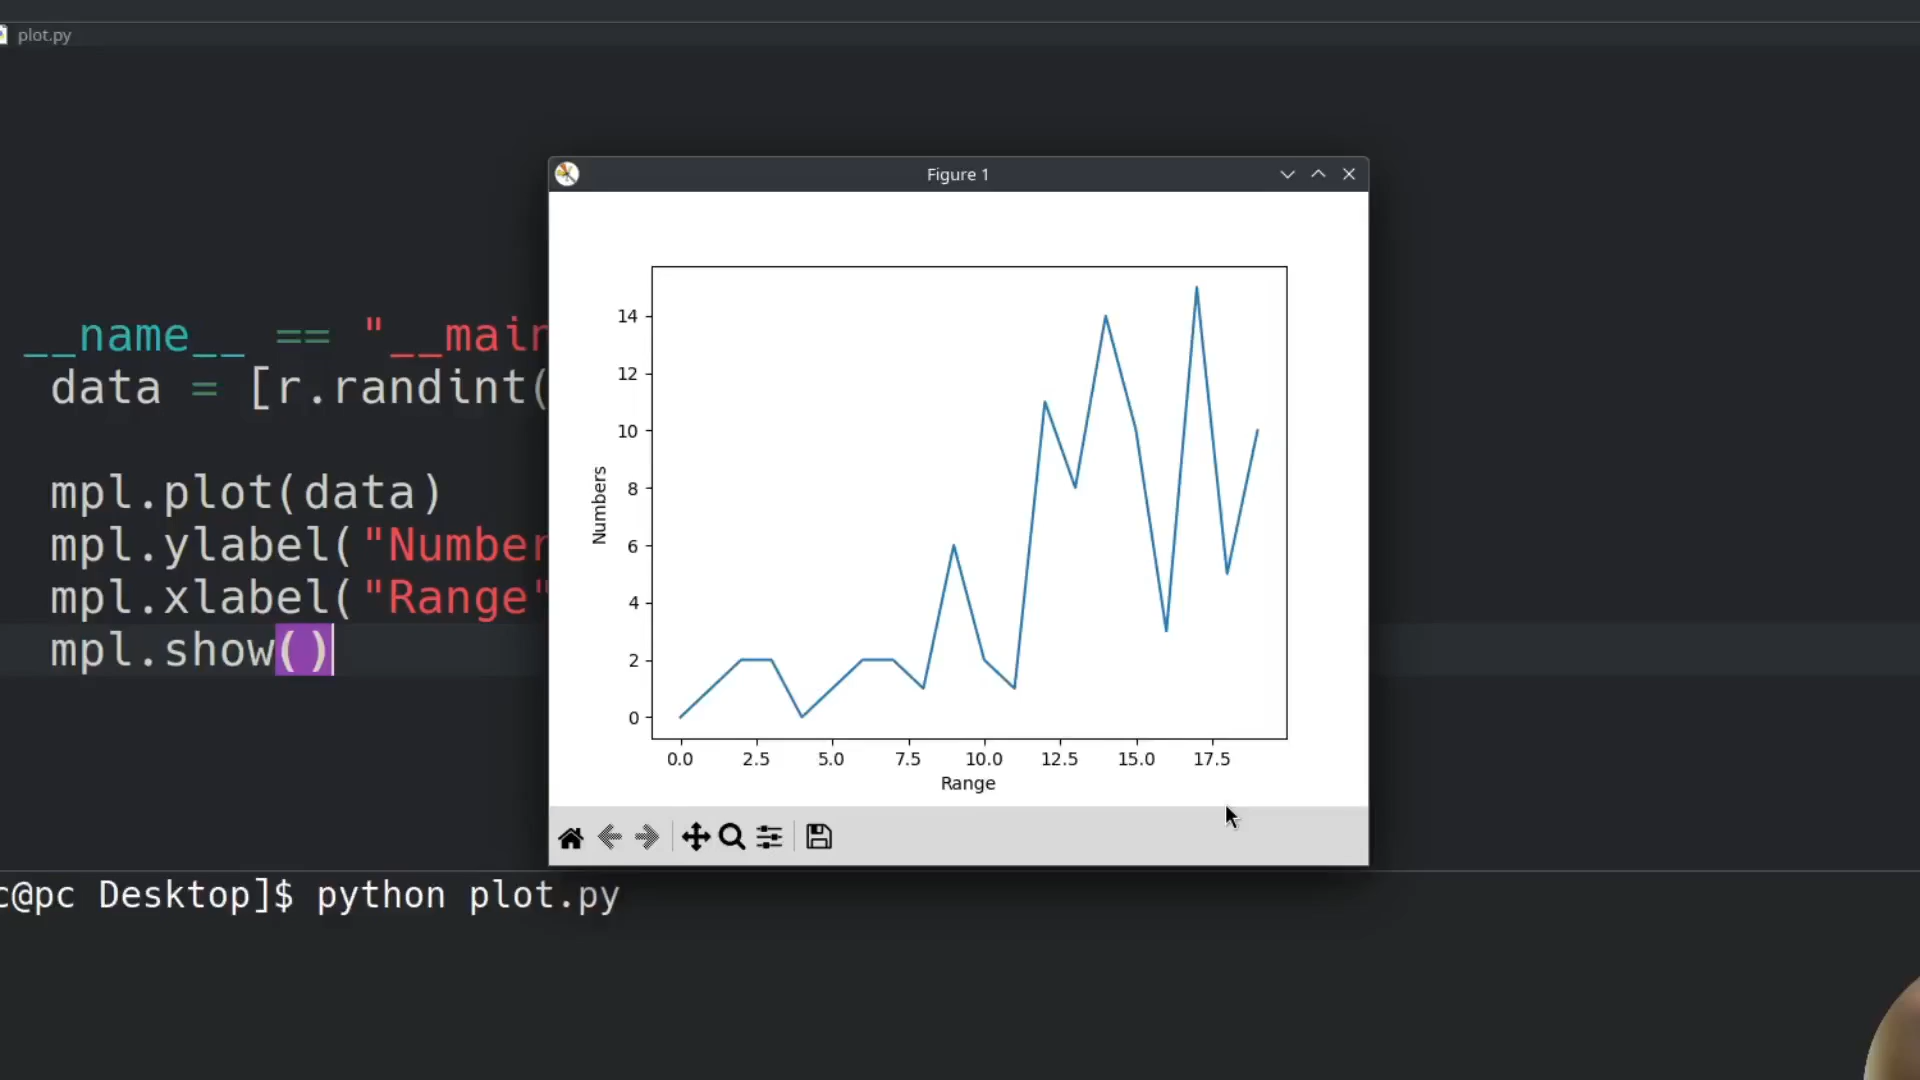 plot.py
Figure 1
__name__ == "__main
data = [r.randint(
mpl.plot(data)
mpl.ylabel("Number
mpl.xlabel("Range"
mpl.show()
14
12
10
8
6
4
2
0
Numbers
0.0 2.5 5.0 7.5 10.0 12.5 15.0 17.5
Range
c@pc Desktop]$ python plot.py